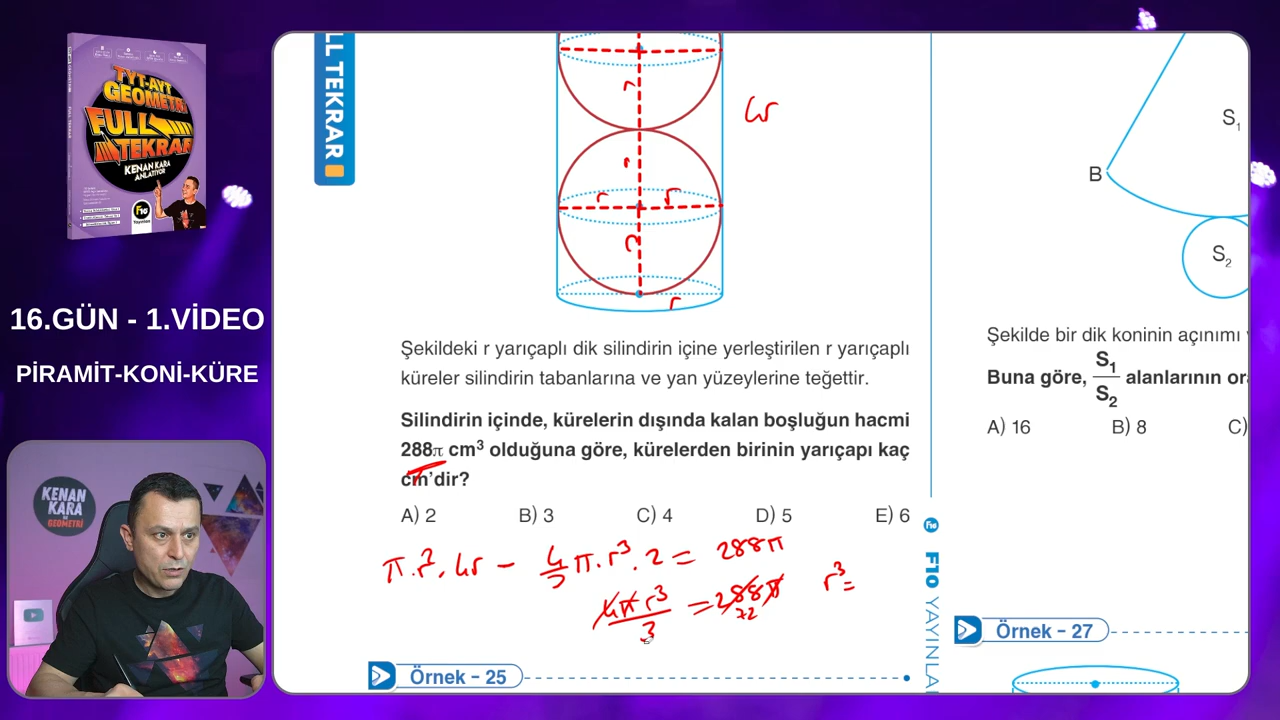 TYT-AYT
GEOMETRİ
FULL
TEKRAR
KENAN KARA
ANLATIYOR
F10
Yayınları
16.GÜN - 1.VİDEO
PİRAMİT-KONİ-KÜRE
KENAN
KARA
GEOMETRİ
LL TEKRAR
r
4r
r
r
r
r
r
Şekildeki r yarıçaplı dik silindirin içine yerleştirilen r yarıçaplı
küreler silindirin tabanlarına ve yan yüzeylerine teğettir.
Silindirin içinde, kürelerin dışında kalan boşluğun hacmi
288π cm³ olduğuna göre, kürelerden birinin yarıçapı kaç
cm'dir?
A) 2 B) 3 C) 4 D) 5 E) 6
π.r².4r - 4/3 π.r³.2 = 288π
4πr³/3 = 288π r³=
72
Örnek - 25
F10 YAYINLA
B
S₁
S₂
Şekilde bir dik koninin açınımı
Buna göre, S₁/S₂ alanlarının or
A) 16 B) 8 C)
Örnek - 27